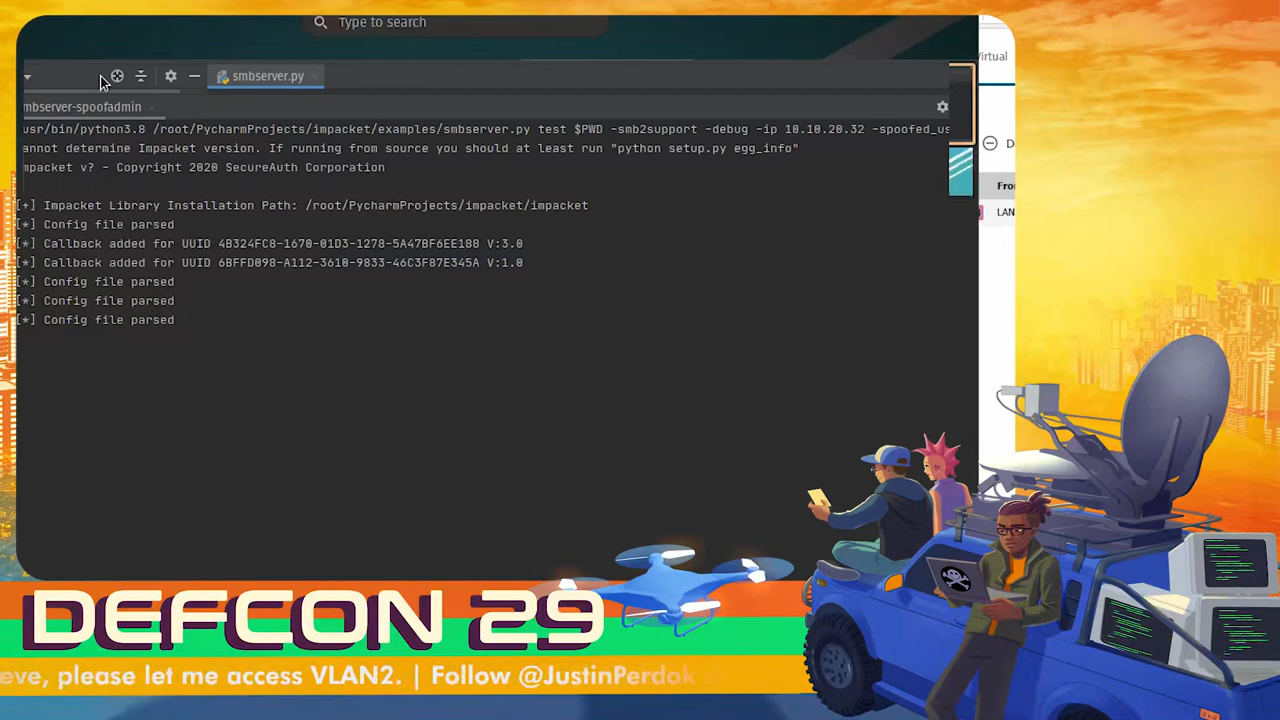 Type to search
Virtual
smbserver.py
mbserver-spoofadmin
usr/bin/python3.8 /root/PycharmProjects/impacket/examples/smbserver.py test $PWD -smb2support -debug -ip 10.10.20.32 -spoofed_us
annot determine Impacket version. If running from source you should at least run "python setup.py egg_info"
mpacket v? - Copyright 2020 SecureAuth Corporation
Fro
[+] Impacket Library Installation Path: /root/PycharmProjects/impacket/impacket
LAN
[*] Config file parsed
[*] Callback added for UUID 4B324FC8-1670-01D3-1278-5A47BF6EE188 V:3.0
[*] Callback added for UUID 6BFFD098-A112-3610-9833-46C3F87E345A V:1.0
[*] Config file parsed
[*] Config file parsed
[*] Config file parsed
DEFCON 29
eve, please let me access VLAN2. | Follow @JustinPerdok